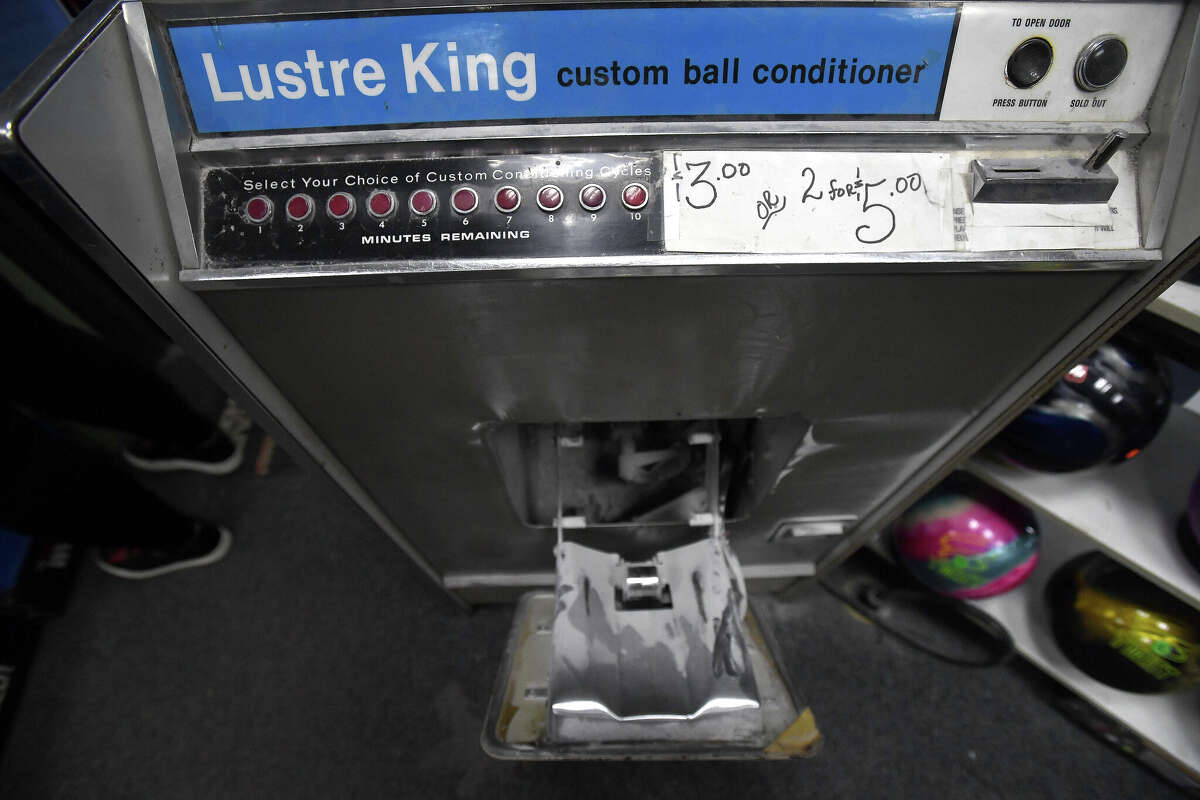 Lustre King custom ball conditioner
TO OPEN DOOR
PRESS BUTTON
SOLD OUT
Select Your Choice of Custom Conditioning Cycles
1 2 3 4 5 6 7 8 9 10
MINUTES REMAINING
$3.00 OR 2 FOR $5.00